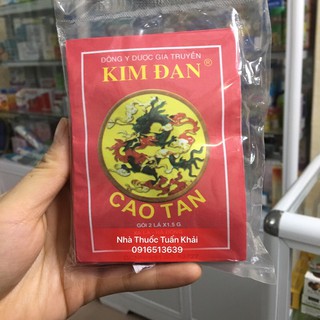 ĐÔNG Y DƯỢC GIA TRUYỀN
KIM ĐAN®
CAO TAN
GÓI 2 LÁ X1,5 G.
Nhà Thuốc Tuấn Khải
0916513639